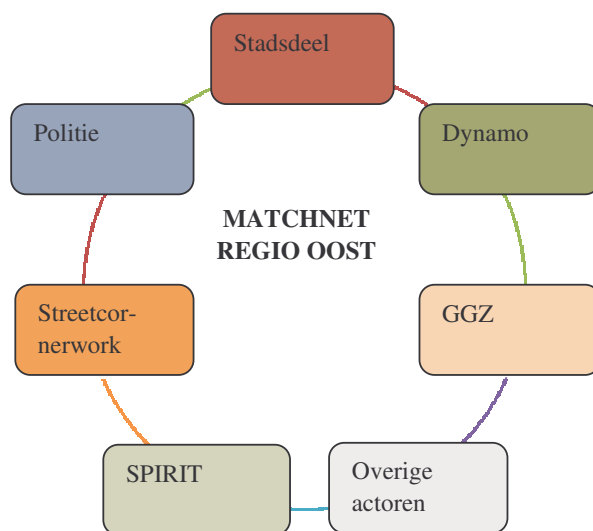 Stadsdeel
Politie
Dynamo
MATCHNET
REGIO OOST
Streetcor-
nerwork
GGZ
SPIRIT
Overige
actoren